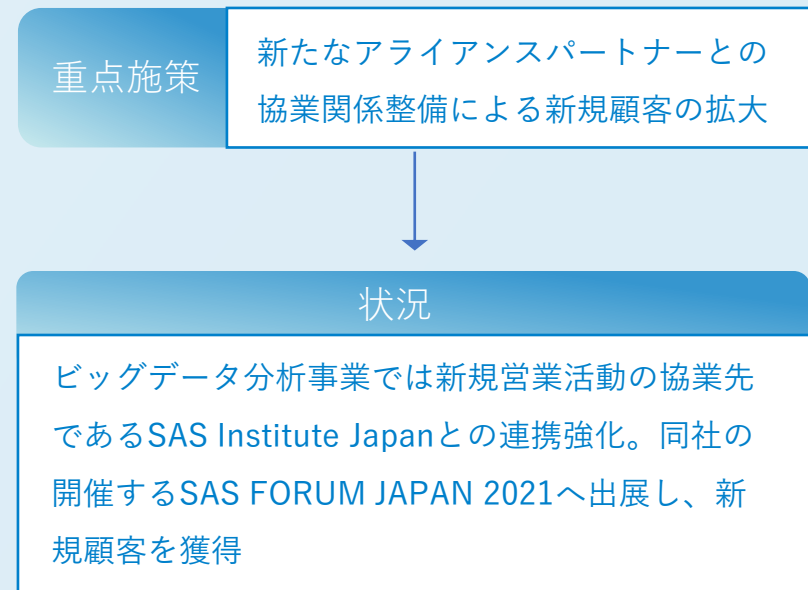 重点施策
新たなアライアンスパートナーとの
協業関係整備による新規顧客の拡大
状況
ビッグデータ分析事業では新規営業活動の協業先
であるSAS Institute Japanとの連携強化。同社の
開催するSAS FORUM JAPAN 2021へ出展し、新
規顧客を獲得